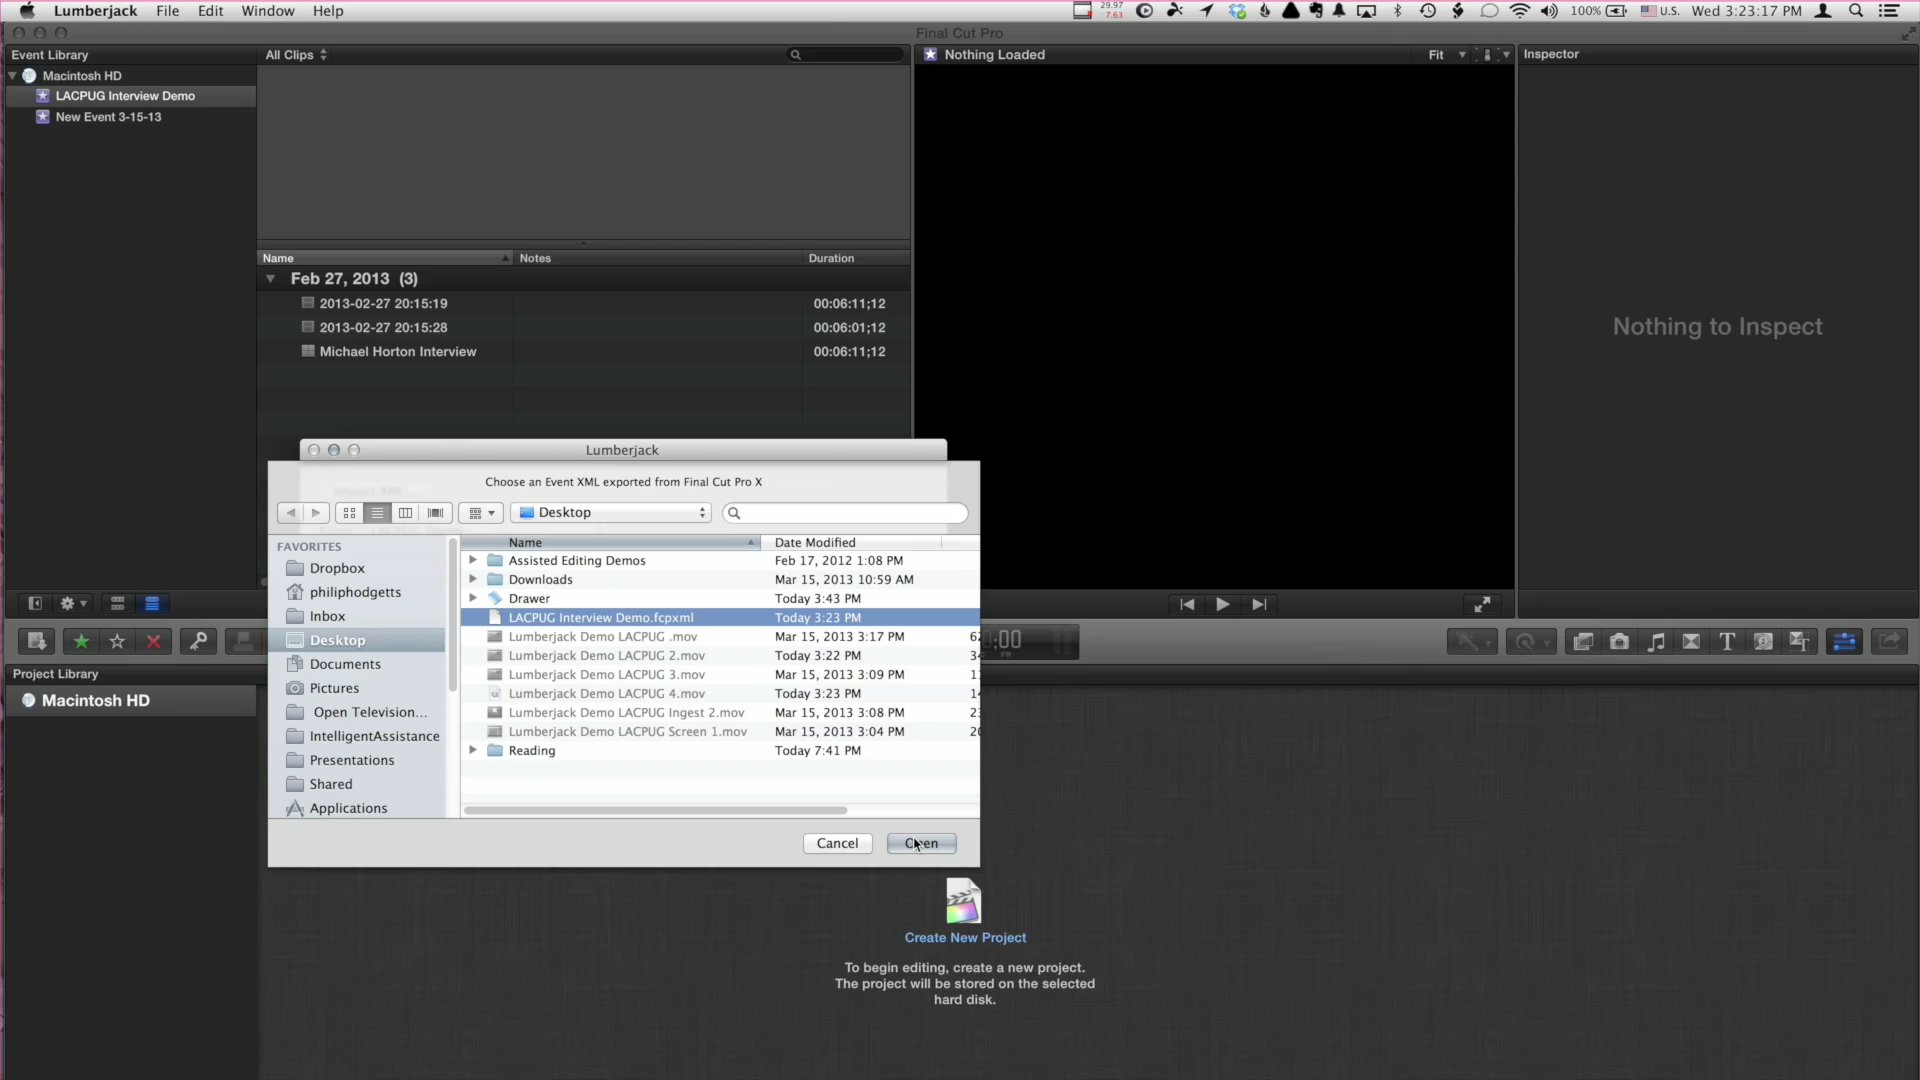 Lumberjack File Edit Window Help
29.97
7.63
100% U.S. Wed 3:23:17 PM
Final Cut Pro
Event Library
All Clips
Nothing Loaded
Fit
Inspector
Macintosh HD
LACPUG Interview Demo
New Event 3-15-13
Name Notes Duration
Feb 27, 2013 (3)
2013-02-27 20:15:19 00:06:11;12
2013-02-27 20:15:28 00:06:01;12
Michael Horton Interview 00:06:11;12
Nothing to Inspect
Lumberjack
Choose an Event XML exported from Final Cut Pro X
Desktop
FAVORITES
Dropbox
philiphodgetts
Inbox
Desktop
Documents
Pictures
Open Television...
IntelligentAssistance
Presentations
Shared
Applications
Name Date Modified
Assisted Editing Demos Feb 17, 2012 1:08 PM
Downloads Mar 15, 2013 10:59 AM
Drawer Today 3:43 PM
LACPUG Interview Demo.fcpxml Today 3:23 PM
Lumberjack Demo LACPUG .mov Mar 15, 2013 3:17 PM
Lumberjack Demo LACPUG 2.mov Today 3:22 PM
Lumberjack Demo LACPUG 3.mov Mar 15, 2013 3:09 PM
Lumberjack Demo LACPUG 4.mov Today 3:23 PM
Lumberjack Demo LACPUG Ingest 2.mov Mar 15, 2013 3:08 PM
Lumberjack Demo LACPUG Screen 1.mov Mar 15, 2013 3:04 PM
Reading Today 7:41 PM
Cancel Open
:00
FR
Project Library
Macintosh HD
Create New Project
To begin editing, create a new project.
The project will be stored on the selected
hard disk.